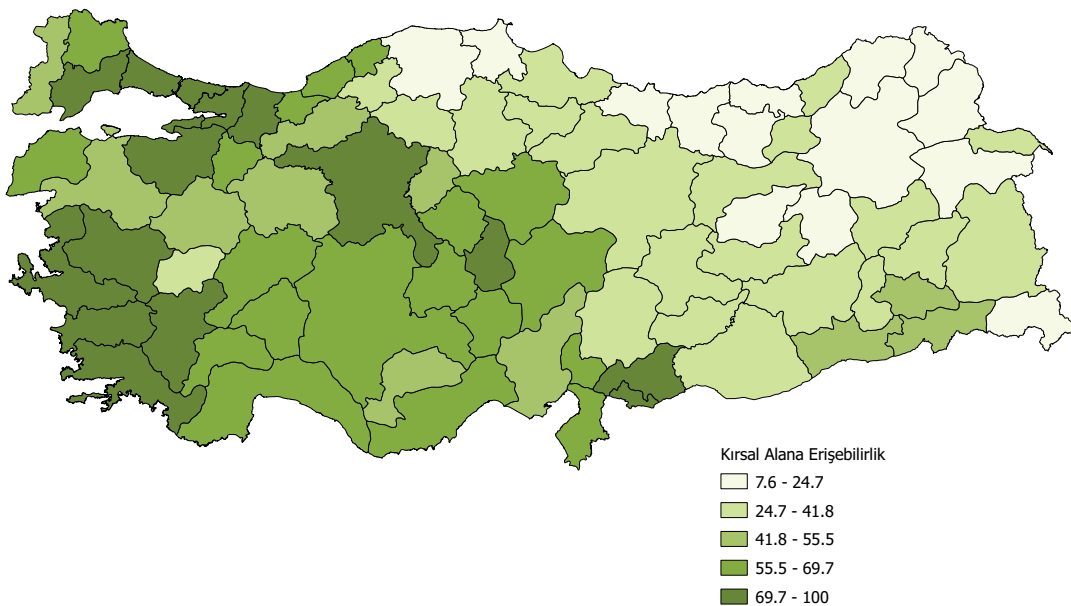 Kırsal Alana Erişebilirlik
7.6 - 24.7
24.7 - 41.8
41.8 - 55.5
55.5 - 69.7
69.7 - 100